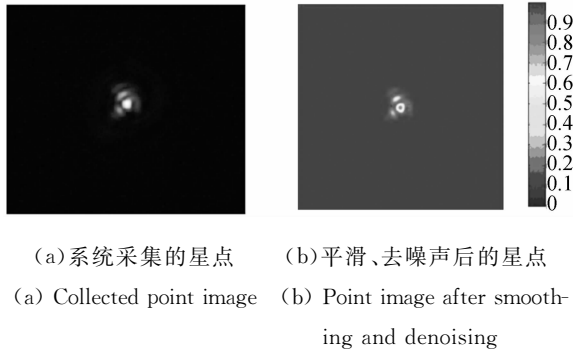 0.9
0.8
0.7
0.6
0.5
0.4
0.3
0.2
0.1
0
(a)系统采集的星点
(b)平滑、去噪声后的星点
(a) Collected point image
(b) Point image after smooth-
ing and denoising